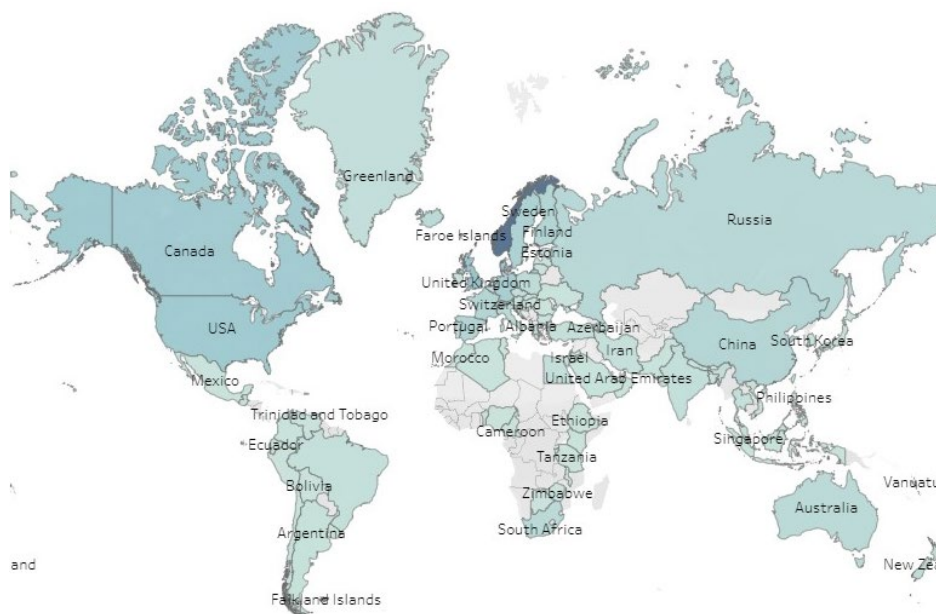 Greenland
Sweden
Russia
Faroe Islands
Finland
Canada
Estonia
United Kingdom
Switzerland
USA
Portugal
Albania
Azerbaijan
China
South Korea
Morocco
Israel
Iran
Mexico
United Arab Emirates
Philippines
Trinidad and Tobago
Ethiopia
Cameroon
Singapore
Ecuador
Tanzania
Bolivia
Zimbabwe
Vanuatu
Australia
Argentina
South Africa
and
New Zea
Falkland Islands